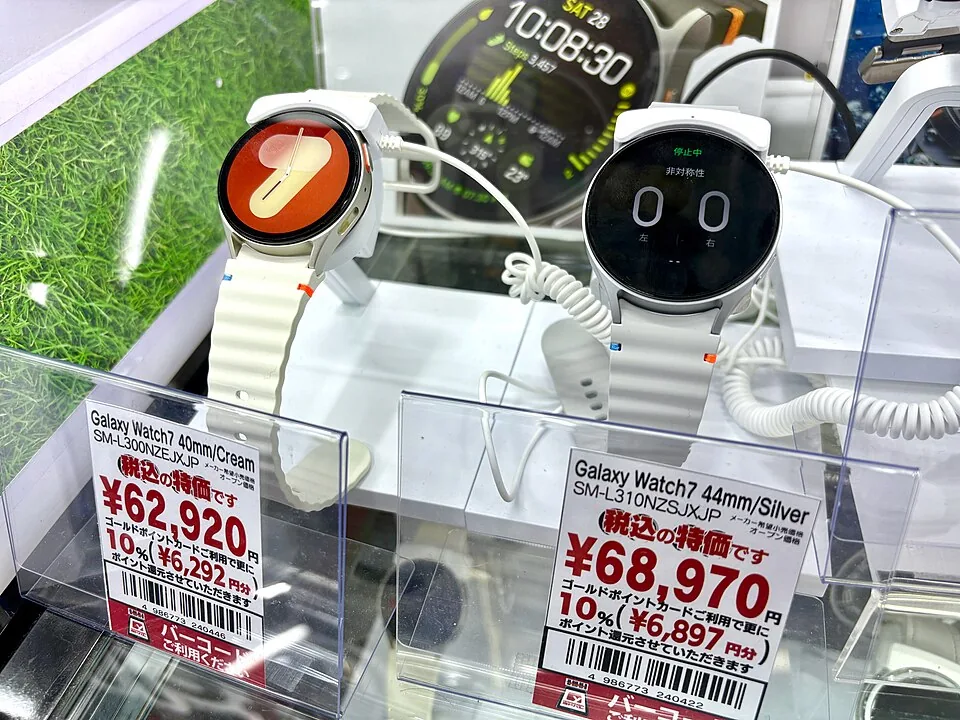 SAT 28
10:08:30
Steps 3,457
停止中
非対称性
0 0
左 右
--
Galaxy Watch7 40mm/Cream
SM-L300NZEJXJP メーカー希望小売価格
オープン価格
税込の特価です
¥62,920円
ゴールドポイントカードご利用で更に
10%(¥6,292円分)
ポイント還元させていただきます
4 986773 240446
バーコード
ご利用くだ
Galaxy Watch7 44mm/Silver
SM-L310NZSJXJP メーカー希望小売価格
オープン価格
税込の特価です
¥68,970円
ゴールドポイントカードご利用で更に
10%(¥6,897円分)
ポイント還元させていただきます
4 986773 240422
バーコー